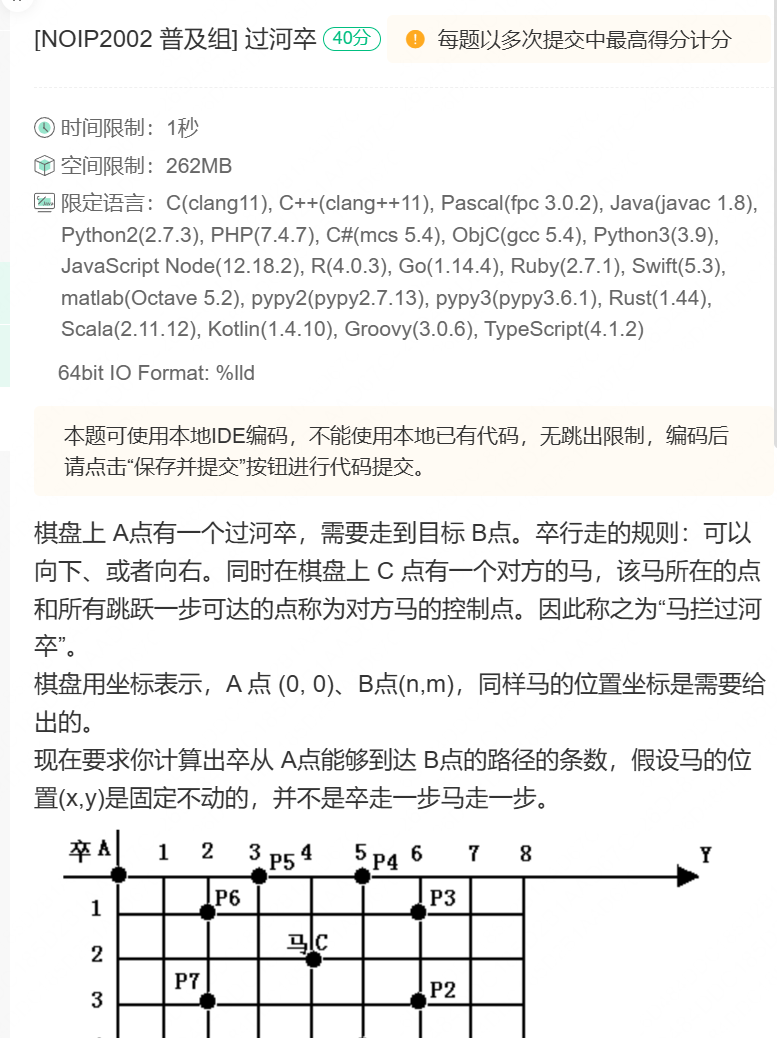 [NOIP2002 普及组] 过河卒 40分 每题以多次提交中最高得分计分
时间限制：1秒
空间限制：262MB
限定语言：C(clang11), C++(clang++11), Pascal(fpc 3.0.2), Java(javac 1.8),
Python2(2.7.3), PHP(7.4.7), C#(mcs 5.4), ObjC(gcc 5.4), Python3(3.9),
JavaScript Node(12.18.2), R(4.0.3), Go(1.14.4), Ruby(2.7.1), Swift(5.3),
matlab(Octave 5.2), pypy2(pypy2.7.13), pypy3(pypy3.6.1), Rust(1.44),
Scala(2.11.12), Kotlin(1.4.10), Groovy(3.0.6), TypeScript(4.1.2)
64bit IO Format: %lld
本题可使用本地IDE编码，不能使用本地已有代码，无跳出限制，编码后
请点击“保存并提交”按钮进行代码提交。
棋盘上 A点有一个过河卒，需要走到目标 B点。卒行走的规则：可以
向下、或者向右。同时在棋盘上 C 点有一个对方的马，该马所在的点
和所有跳跃一步可达的点称为对方马的控制点。因此称之为“马拦过河
卒”。
棋盘用坐标表示，A 点 (0, 0)、B点(n,m)，同样马的位置坐标是需要给
出的。
现在要求你计算出卒从 A点能够到达 B点的路径的条数，假设马的位
置(x,y)是固定不动的，并不是卒走一步马走一步。
卒 A 1 2 3 P5 4 5 P4 6 7 8 Y
1 P6 P3
2 马 C
3 P7 P2